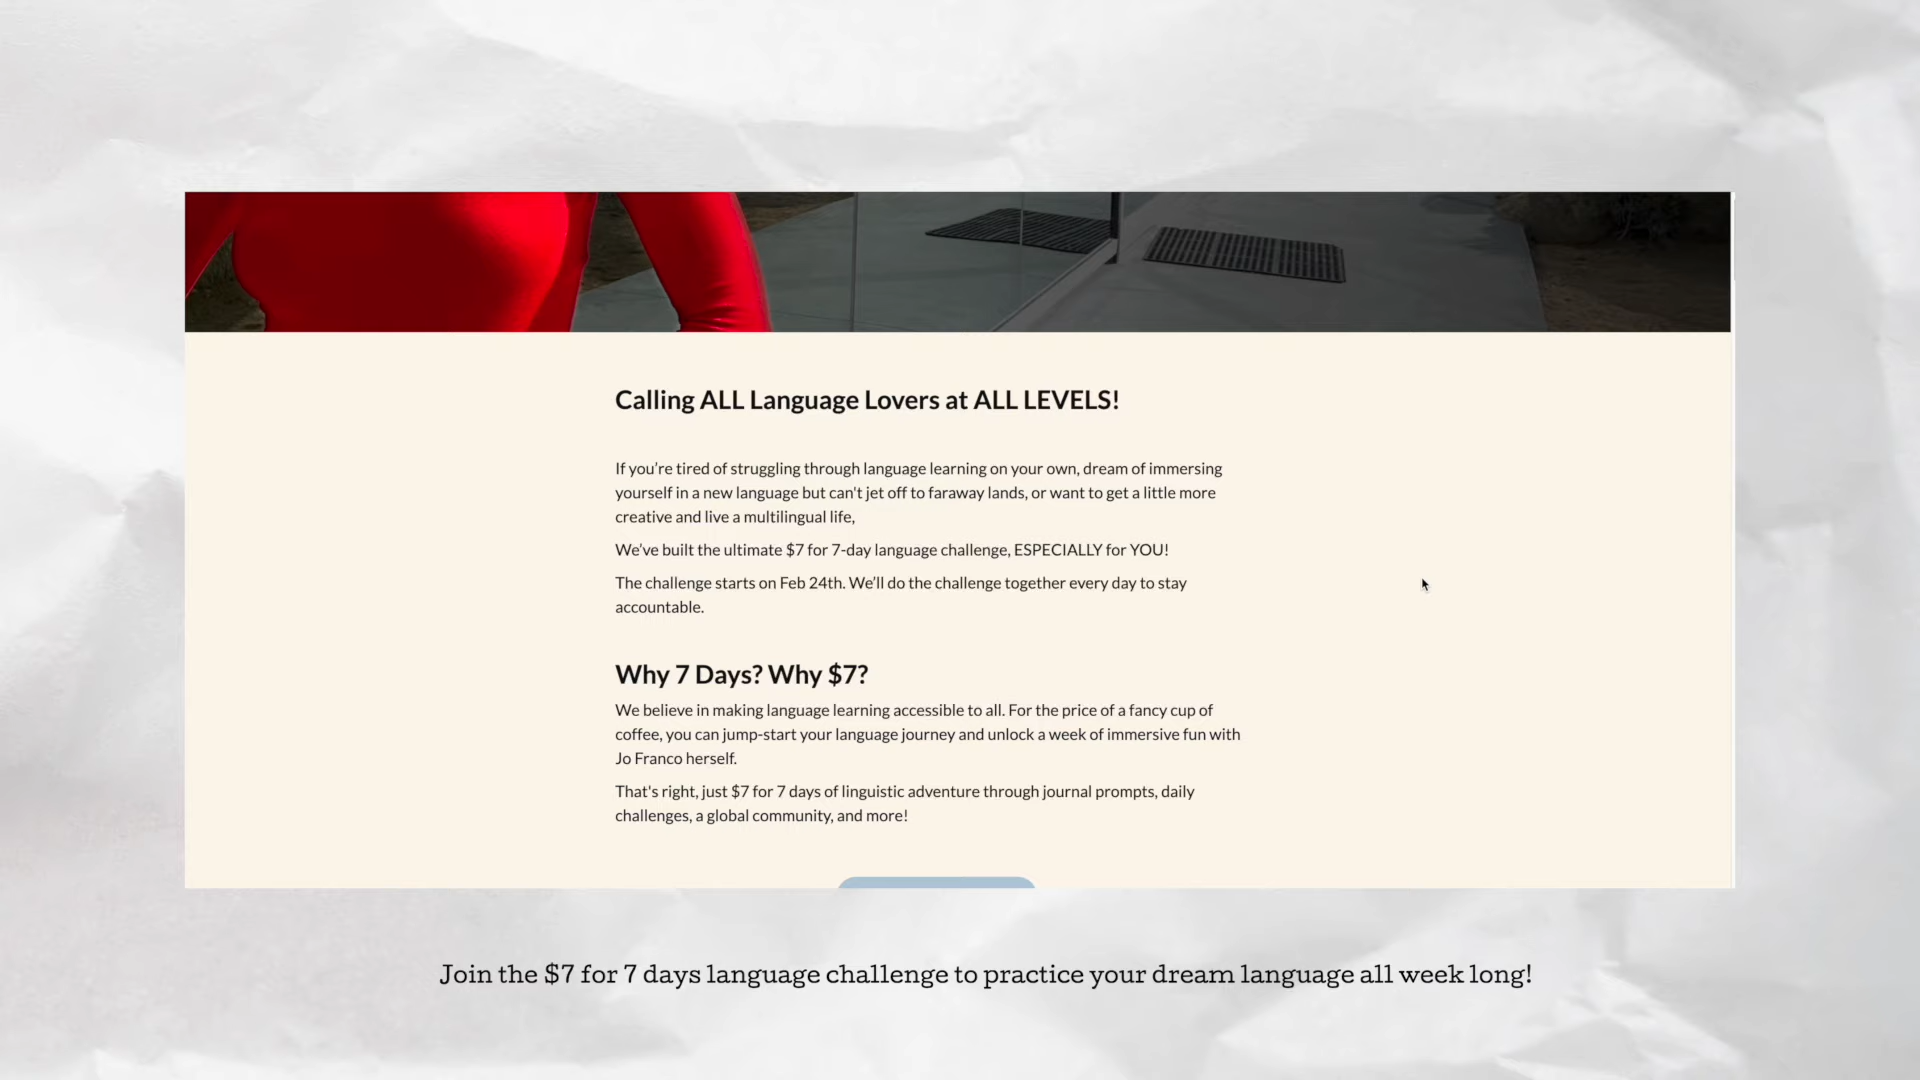 Calling ALL Language Lovers at ALL LEVELS!
If you’re tired of struggling through language learning on your own, dream of immersing
yourself in a new language but can't jet off to faraway lands, or want to get a little more
creative and live a multilingual life,
We’ve built the ultimate $7 for 7-day language challenge, ESPECIALLY for YOU!
The challenge starts on Feb 24th. We’ll do the challenge together every day to stay
accountable.
Why 7 Days? Why $7?
We believe in making language learning accessible to all. For the price of a fancy cup of
coffee, you can jump-start your language journey and unlock a week of immersive fun with
Jo Franco herself.
That's right, just $7 for 7 days of linguistic adventure through journal prompts, daily
challenges, a global community, and more!
Join the $7 for 7 days language challenge to practice your dream language all week long!